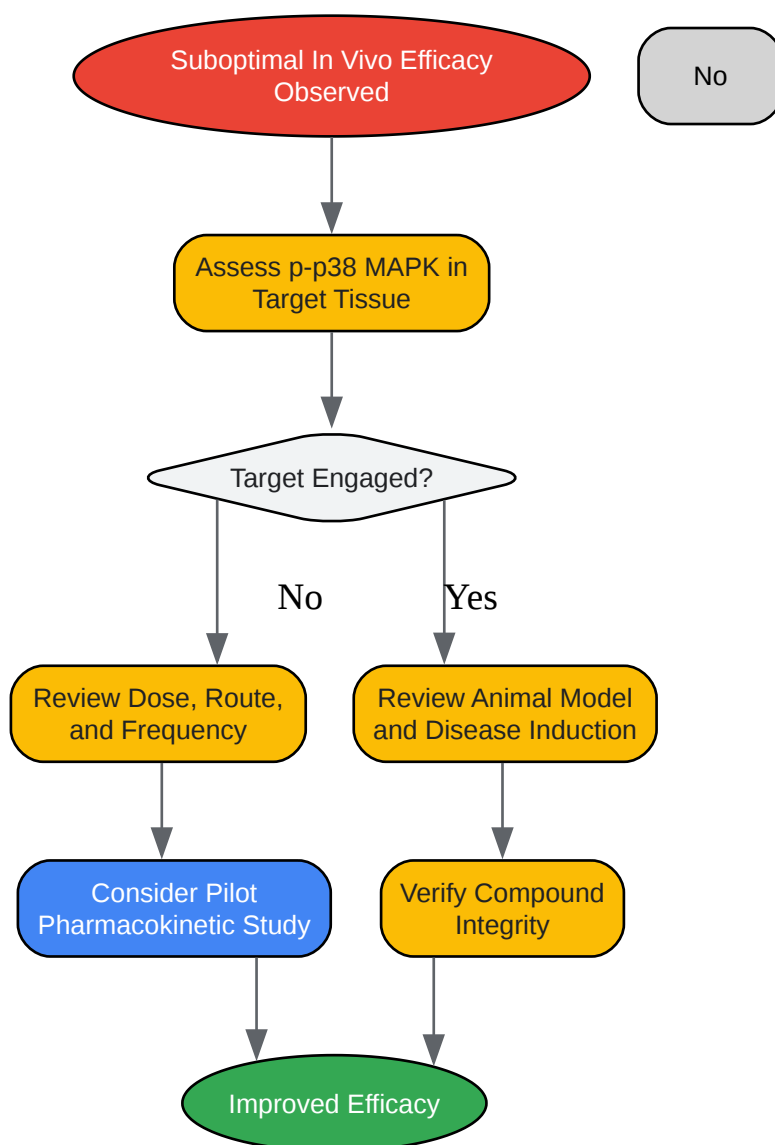 Suboptimal In Vivo Efficacy
Observed
No
Assess p-p38 MAPK in
Target Tissue
Target Engaged?
No
Yes
Review Dose, Route,
and Frequency
Review Animal Model
and Disease Induction
Consider Pilot
Pharmacokinetic Study
Verify Compound
Integrity
Improved Efficacy